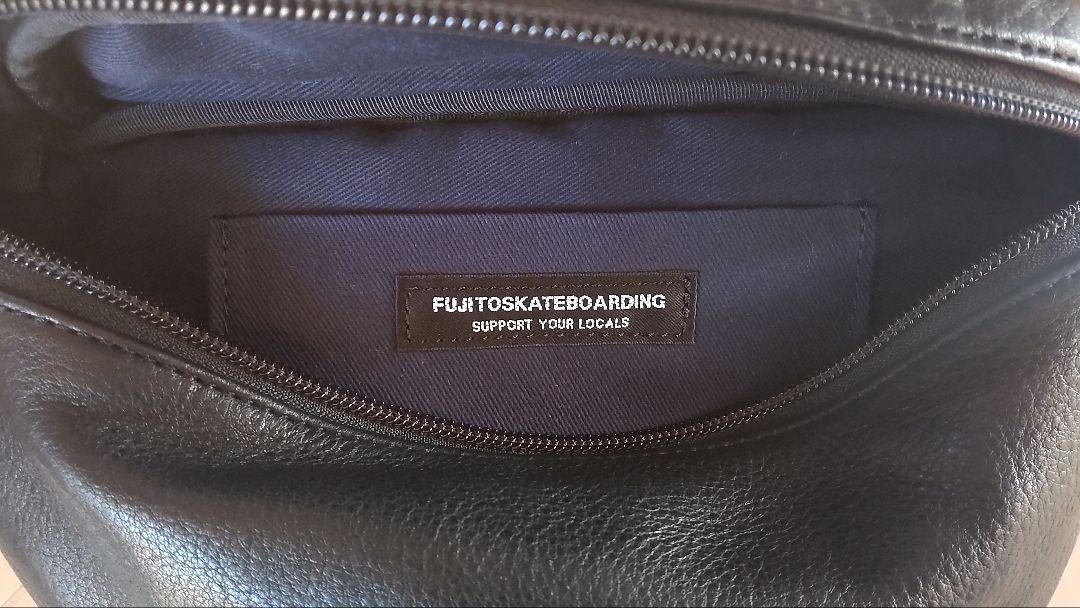 FUJITOSKATEBOARDING
SUPPORT YOUR LOCALS